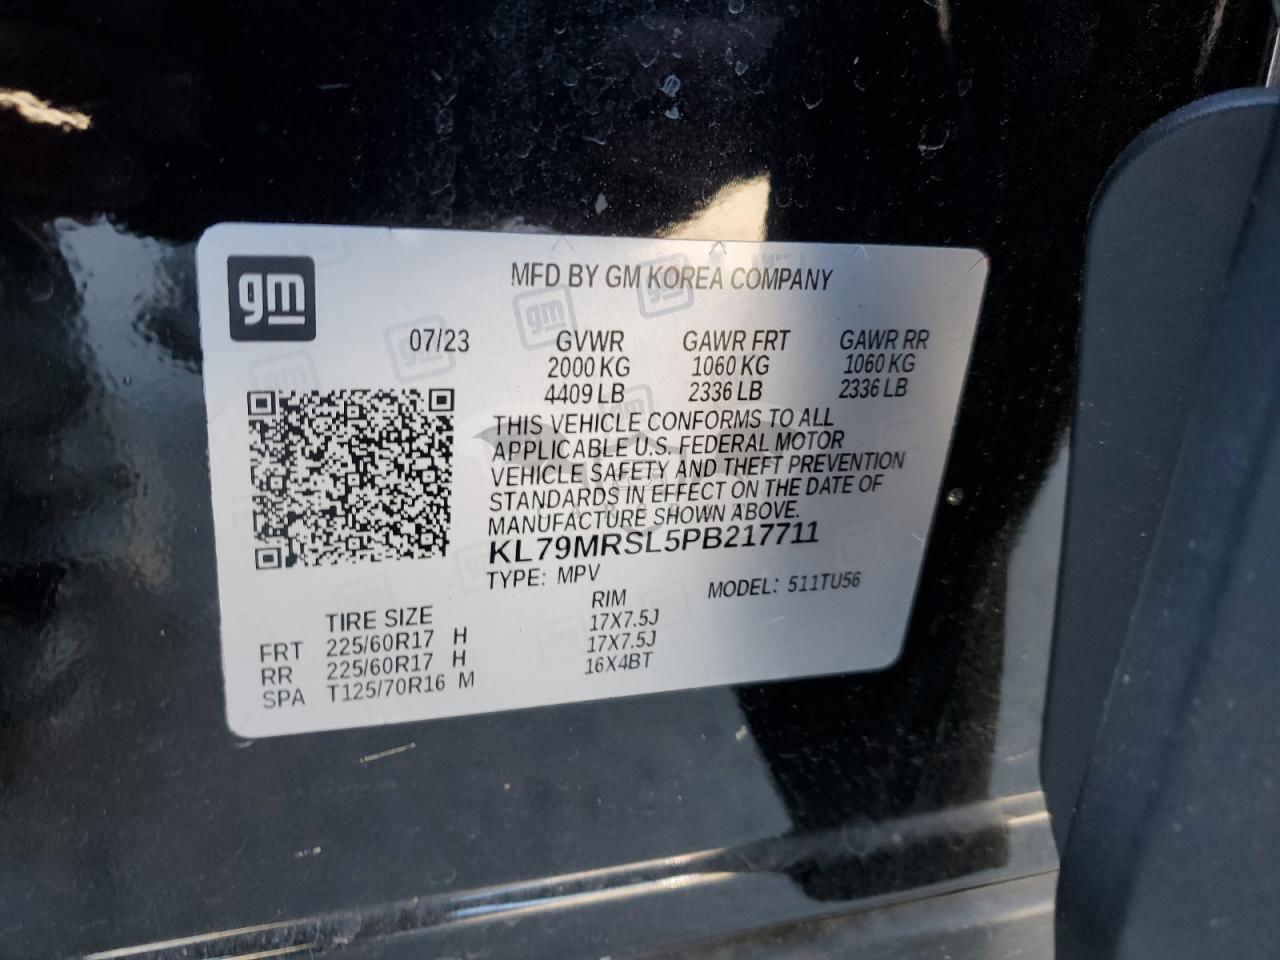 gm
MFD BY GM KOREA COMPANY
07/23 GVWR GAWR FRT GAWR RR
2000 KG 1060 KG 1060 KG
4409 LB 2336 LB 2336 LB
THIS VEHICLE CONFORMS TO ALL
APPLICABLE U.S. FEDERAL MOTOR
VEHICLE SAFETY AND THEFT PREVENTION
STANDARDS IN EFFECT ON THE DATE OF
MANUFACTURE SHOWN ABOVE.
KL79MRSL5PB217711
TYPE: MPV MODEL: 511TU56
TIRE SIZE RIM
FRT 225/60R17 H 17X7.5J
RR 225/60R17 H 17X7.5J
SPA T125/70R16 M 16X4BT